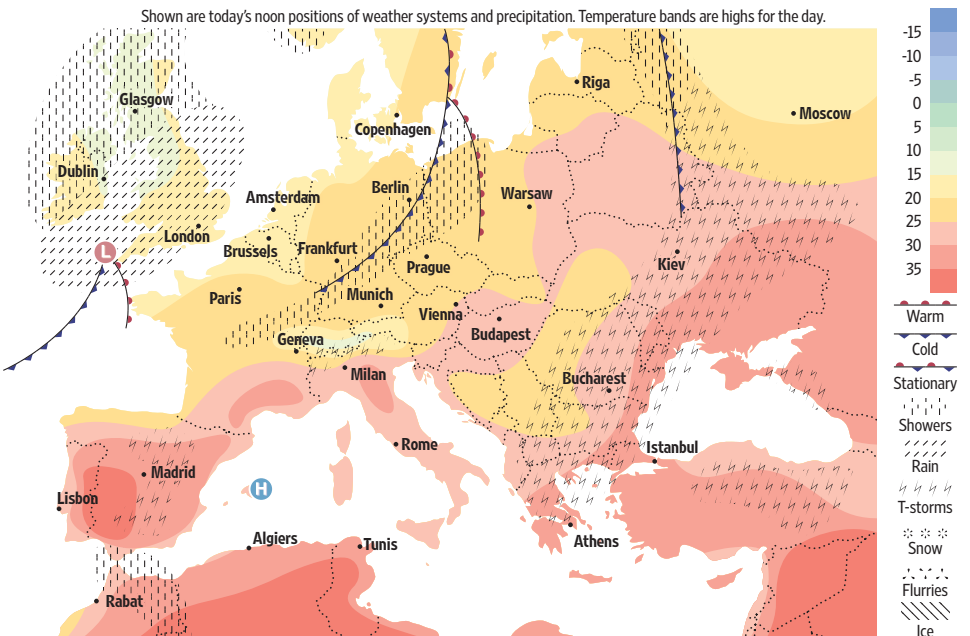 Shown are today's noon positions of weather systems and precipitation. Temperature bands are highs for the day.
Glasgow
Dublin
London
L
Amsterdam
Brussels
Paris
Copenhagen
Berlin
Frankfurt
Prague
Munich
Vienna
Budapest
Geneva
Milan
Riga
Moscow
Warsaw
Kiev
Bucharest
Istanbul
Rome
Athens
Madrid
Lisbon
H
Algiers
Tunis
Rabat
-15
-10
-5
0
5
10
15
20
25
30
35
Warm
Cold
Stationary
Showers
Rain
T-storms
Snow
Flurries
Ice